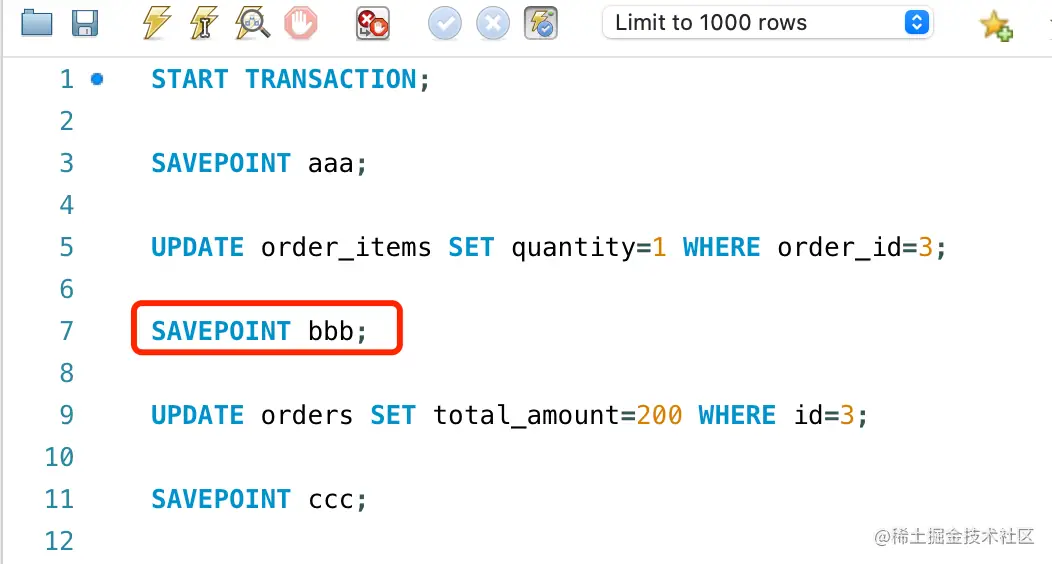 Limit to 1000 rows
1 START TRANSACTION;
2
3 SAVEPOINT aaa;
4
5 UPDATE order_items SET quantity=1 WHERE order_id=3;
6
7 SAVEPOINT bbb;
8
9 UPDATE orders SET total_amount=200 WHERE id=3;
10
11 SAVEPOINT ccc;
12
@稀土掘金技术社区